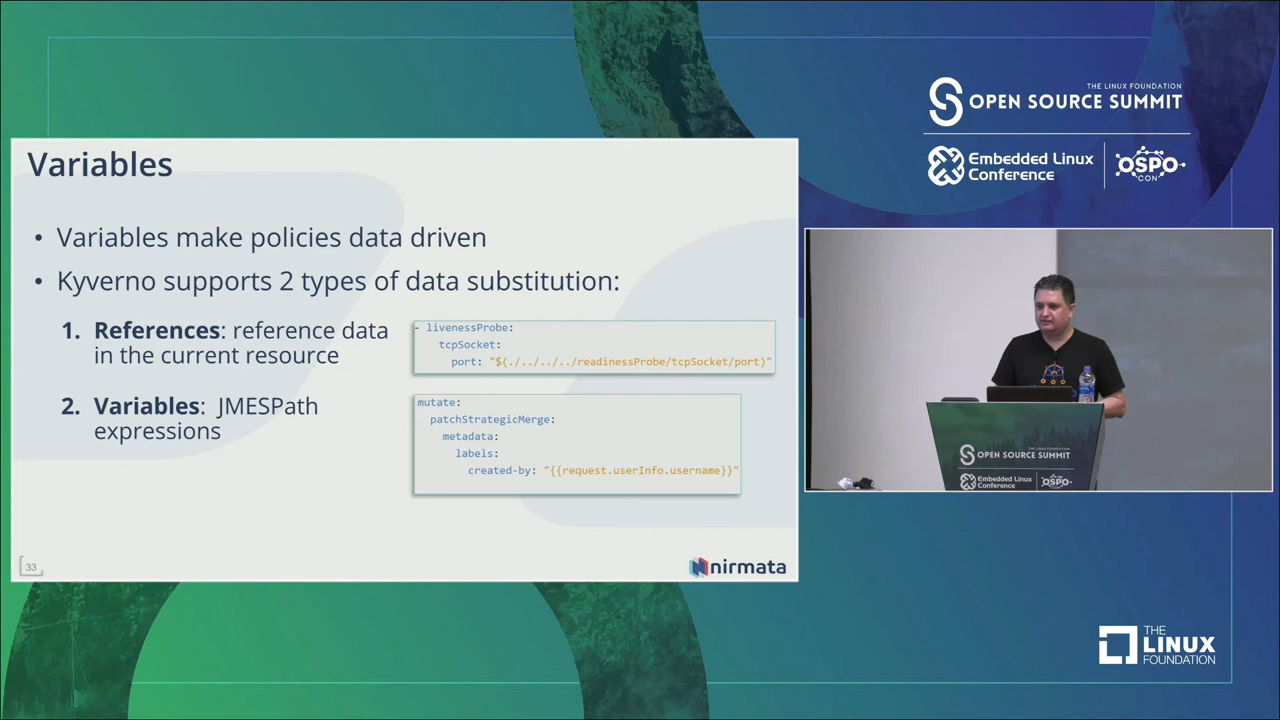 THE LINUX FOUNDATION
OPEN SOURCE SUMMIT
Embedded Linux
Conference
OSPO
CON
Variables
• Variables make policies data driven
• Kyverno supports 2 types of data substitution:
1. References: reference data
in the current resource
- livenessProbe:
tcpSocket:
port: "$(./../../../readinessProbe/tcpSocket/port)"
2. Variables: JMESPath
expressions
mutate:
patchStrategicMerge:
metadata:
labels:
created-by: "{{request.userInfo.username}}"
33
nirmata
OPEN SOURCE SUMMIT
Embedded Linux
Conference
OSPO
THE
LINUX
FOUNDATION